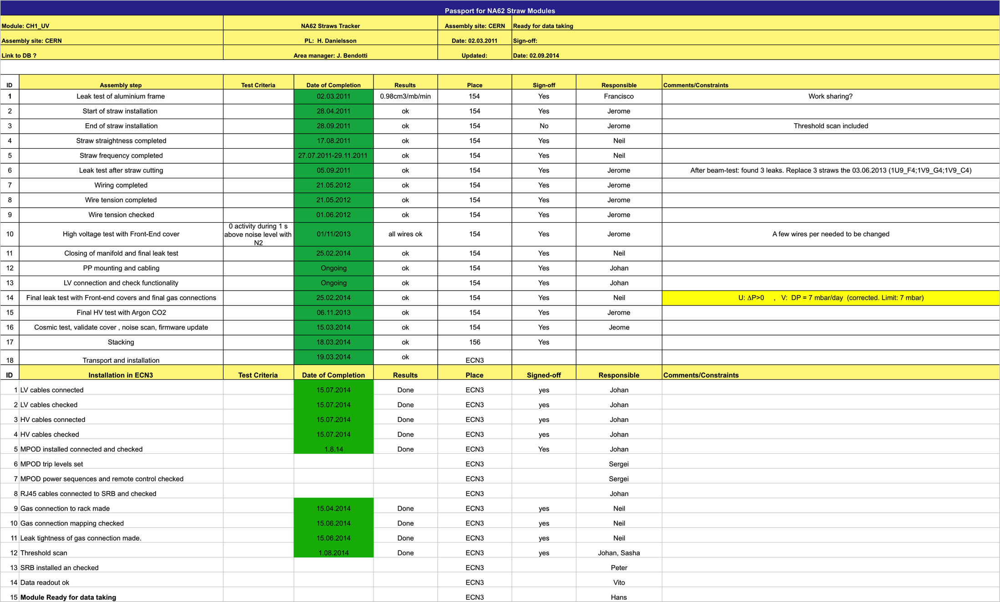 Passport for NA62 Straw Modules
Module: CH1_UV NA62 Straws Tracker Assembly site: CERN Ready for data taking
Assembly site: CERN PL: H. Danielsson Date: 02.03.2011 Sign-off:
Link to DB ? Area manager: J. Bendotti Updated: Date: 02.09.2014
ID Assembly step Test Criteria Date of Completion Results Place Sign-off Responsible Comments/Constraints
1 Leak test of aluminium frame 02.03.2011 0.98cm3/mb/min 154 Yes Francisco Work sharing?
2 Start of straw installation 28.04.2011 ok 154 Yes Jerome
3 End of straw installation 28.09.2011 ok 154 No Jerome Threshold scan included
4 Straw straightness completed 17.08.2011 ok 154 Yes Neil
5 Straw frequency completed 27.07.2011-29.11.2011 ok 154 Yes Neil
6 Leak test after straw cutting 05.09.2011 ok 154 Yes Jerome After beam-test: found 3 leaks. Replace 3 straws the 03.06.2013 (1U9_F4;1V9_G4;1V9_C4)
7 Wiring completed 21.05.2012 ok 154 Yes Jerome
8 Wire tension completed 21.05.2012 ok 154 Yes Jerome
9 Wire tension checked 01.06.2012 ok 154 Yes Jerome
10 High voltage test with Front-End cover 0 activity during 1 s
above noise level with
N2 01/11/2013 all wires ok 154 Yes Jerome A few wires per needed to be changed
11 Closing of manifold and final leak test 25.02.2014 ok 154 Yes Neil
12 PP mounting and cabling Ongoing ok 154 Yes Johan
13 LV connection and check functionality Ongoing ok 154 Yes Johan
14 Final leak test with Front-end covers and final gas connections 25.02.2014 ok 154 Yes Neil U: ΔP>0 , V: DP = 7 mbar/day (corrected. Limit: 7 mbar)
15 Final HV test with Argon CO2 06.11.2013 ok 154 Yes Jerome
16 Cosmic test, validate cover , noise scan, firmware update 15.03.2014 ok 154 Yes Jeome
17 Stacking 18.03.2014 ok 156 Yes
18 Transport and installation 19.03.2014 ok ECN3
ID Installation in ECN3 Test Criteria Date of Completion Results Place Signed-off Responsible Comments/Constraints
1 LV cables connected 15.07.2014 Done ECN3 yes Johan
2 LV cables checked 15.07.2014 Done ECN3 yes Johan
3 HV cables connected 15.07.2014 Done ECN3 yes Johan
4 HV cables checked 15.07.2014 Done ECN3 yes Johan
5 MPOD installed connected and checked 1.8.14 Done ECN3 Yes Johan
6 MPOD trip levels set ECN3 Sergei
7 MPOD power sequences and remote control checked ECN3 Sergei
8 RJ45 cables connected to SRB and checked ECN3 Johan
9 Gas connection to rack made 15.04.2014 Done ECN3 yes Neil
10 Gas connection mapping checked 15.06.2014 Done ECN3 yes Neil
11 Leak tightness of gas connection made. 15.06.2014 Done ECN3 yes Neil
12 Threshold scan 1.08.2014 Done ECN3 yes Johan, Sasha
13 SRB installed an checked ECN3 Peter
14 Data readout ok ECN3 Vito
15 Module Ready for data taking ECN3 Hans